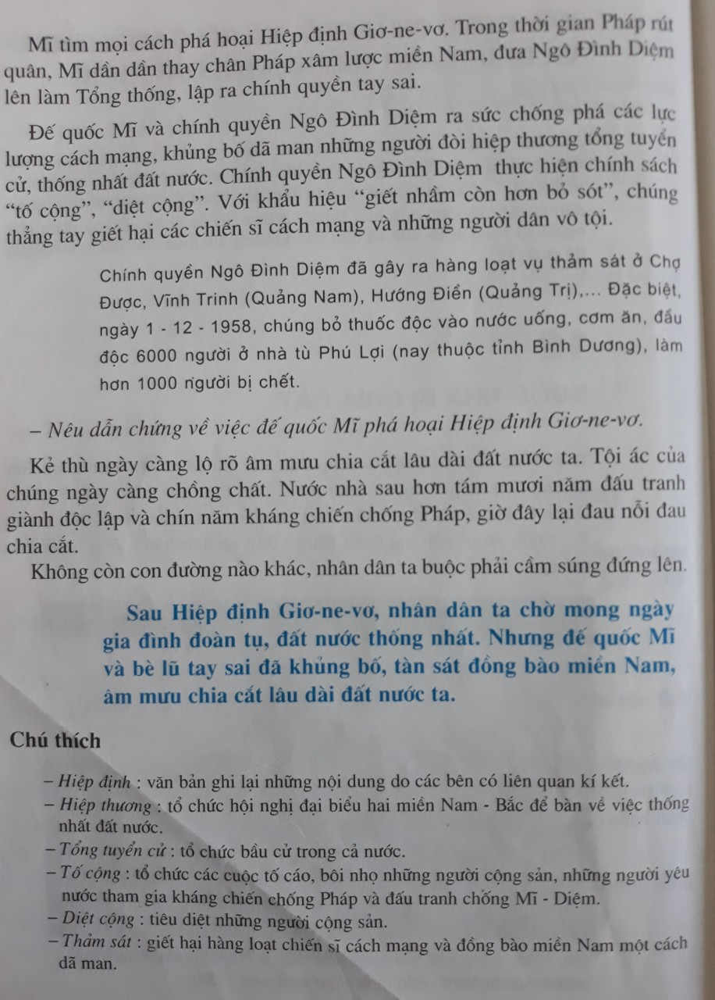 Mĩ tìm mọi cách phá hoại Hiệp định Giơ-ne-vơ. Trong thời gian Pháp rút
quân, Mĩ dần dần thay chân Pháp xâm lược miền Nam, đưa Ngô Đình Diệm
lên làm Tổng thống, lập ra chính quyền tay sai.
Đế quốc Mĩ và chính quyền Ngô Đình Diệm ra sức chống phá các lực
lượng cách mạng, khủng bố dã man những người đòi hiệp thương tổng tuyển
cử, thống nhất đất nước. Chính quyền Ngô Đình Diệm thực hiện chính sách
“tố cộng”, “diệt cộng”. Với khẩu hiệu “giết nhầm còn hơn bỏ sót”, chúng
thẳng tay giết hại các chiến sĩ cách mạng và những người dân vô tội.
Chính quyền Ngô Đình Diệm đã gây ra hàng loạt vụ thảm sát ở Chợ
Được, Vĩnh Trinh (Quảng Nam), Hướng Điền (Quảng Trị),... Đặc biệt,
ngày 1 - 12 - 1958, chúng bỏ thuốc độc vào nước uống, cơm ăn, đầu
độc 6000 người ở nhà tù Phú Lợi (nay thuộc tỉnh Bình Dương), làm
hơn 1000 người bị chết.
– Nêu dẫn chứng về việc đế quốc Mĩ phá hoại Hiệp định Giơ-ne-vơ.
Kẻ thù ngày càng lộ rõ âm mưu chia cắt lâu dài đất nước ta. Tội ác của
chúng ngày càng chồng chất. Nước nhà sau hơn tám mươi năm đấu tranh
giành độc lập và chín năm kháng chiến chống Pháp, giờ đây lại đau nỗi đau
chia cắt.
Không còn con đường nào khác, nhân dân ta buộc phải cầm súng đứng lên.
Sau Hiệp định Giơ-ne-vơ, nhân dân ta chờ mong ngày
gia đình đoàn tụ, đất nước thống nhất. Nhưng đế quốc Mĩ
và bè lũ tay sai đã khủng bố, tàn sát đồng bào miền Nam,
âm mưu chia cắt lâu dài đất nước ta.
Chú thích
– Hiệp định : văn bản ghi lại những nội dung do các bên có liên quan kí kết.
– Hiệp thương : tổ chức hội nghị đại biểu hai miền Nam - Bắc để bàn về việc thống
nhất đất nước.
– Tổng tuyển cử : tổ chức bầu cử trong cả nước.
– Tố cộng : tổ chức các cuộc tố cáo, bôi nhọ những người cộng sản, những người yêu
nước tham gia kháng chiến chống Pháp và đấu tranh chống Mĩ - Diệm.
– Diệt cộng : tiêu diệt những người cộng sản.
– Thảm sát : giết hại hàng loạt chiến sĩ cách mạng và đồng bào miền Nam một cách
dã man.